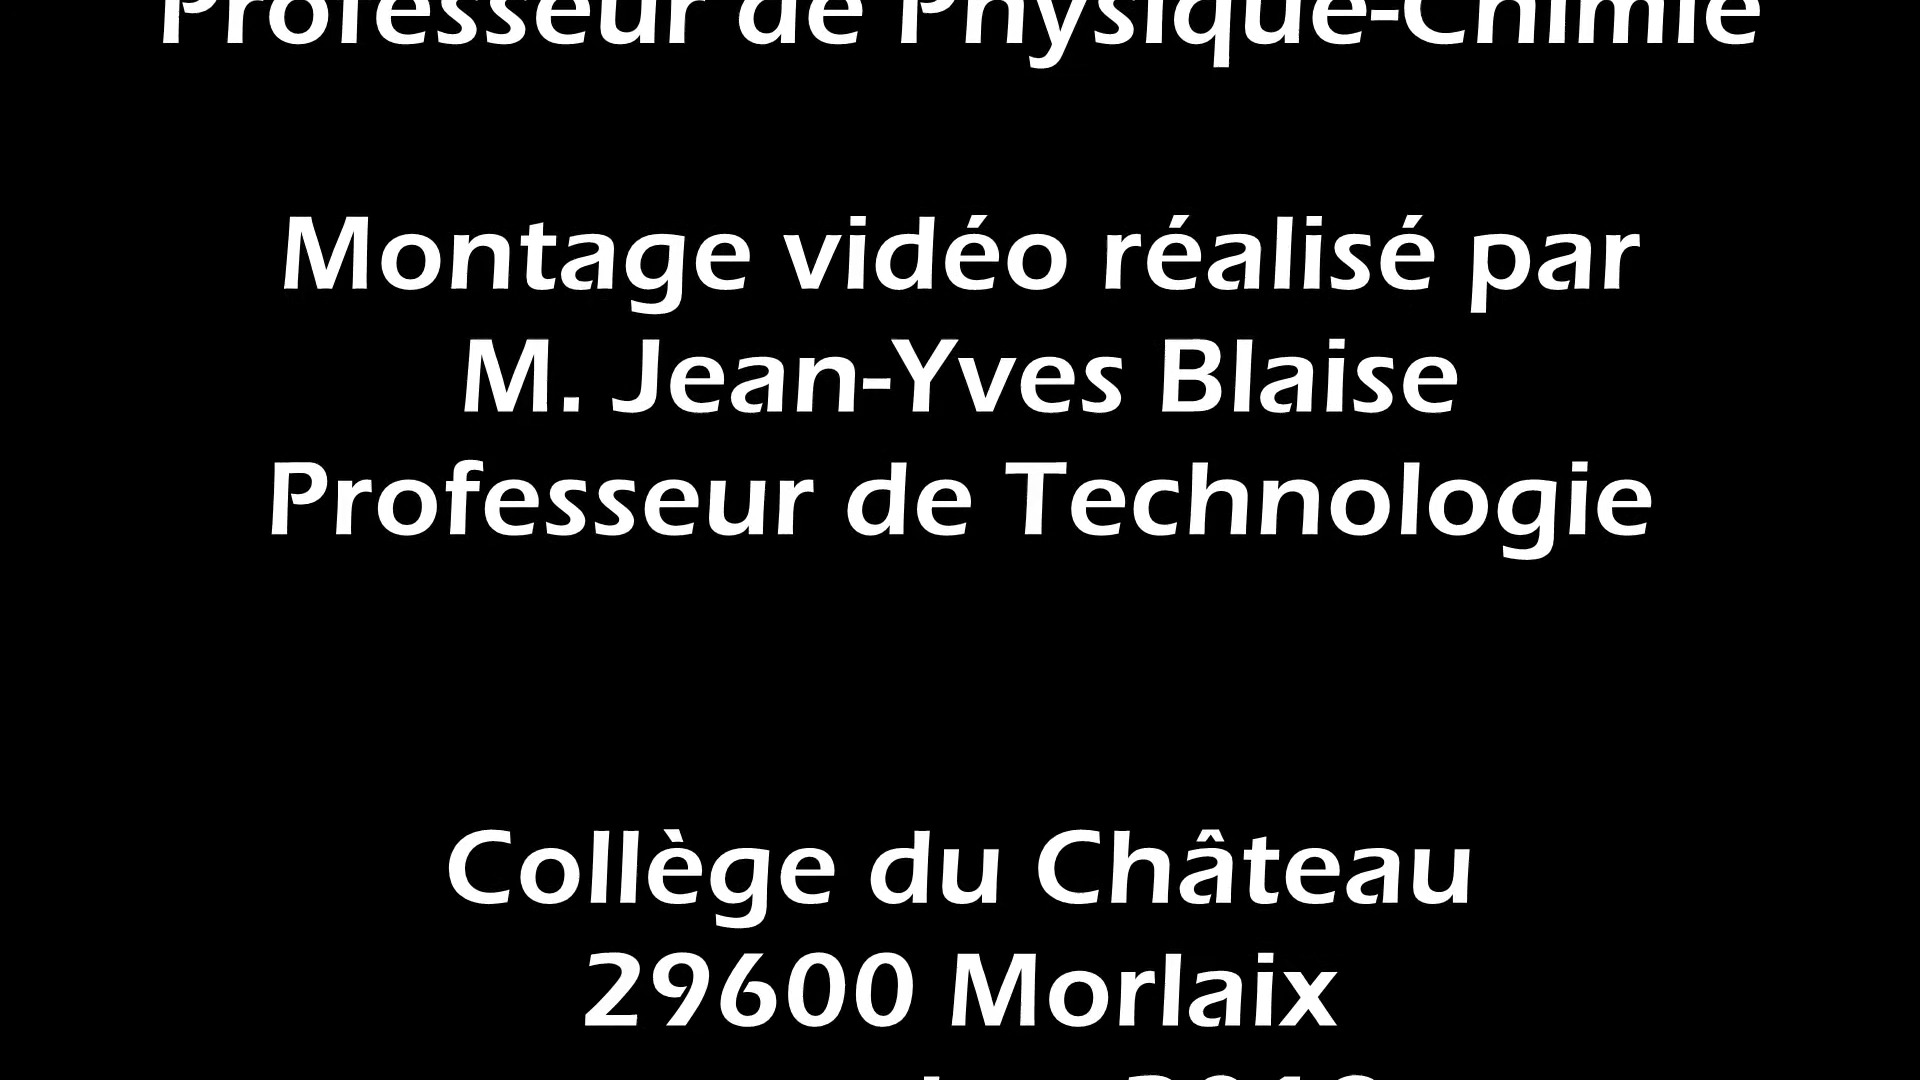 Professeur de Physique-Chimie
Montage vidéo réalisé par
M. Jean-Yves Blaise
Professeur de Technologie
Collège du Château
29600 Morlaix